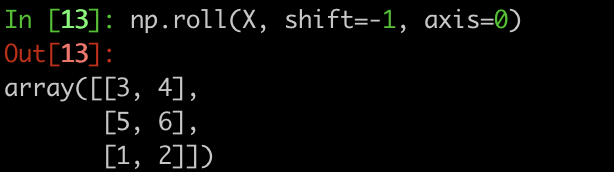 In [13]: np.roll(X, shift=-1, axis=0)
Out[13]:
array([[3, 4],
       [5, 6],
       [1, 2]])